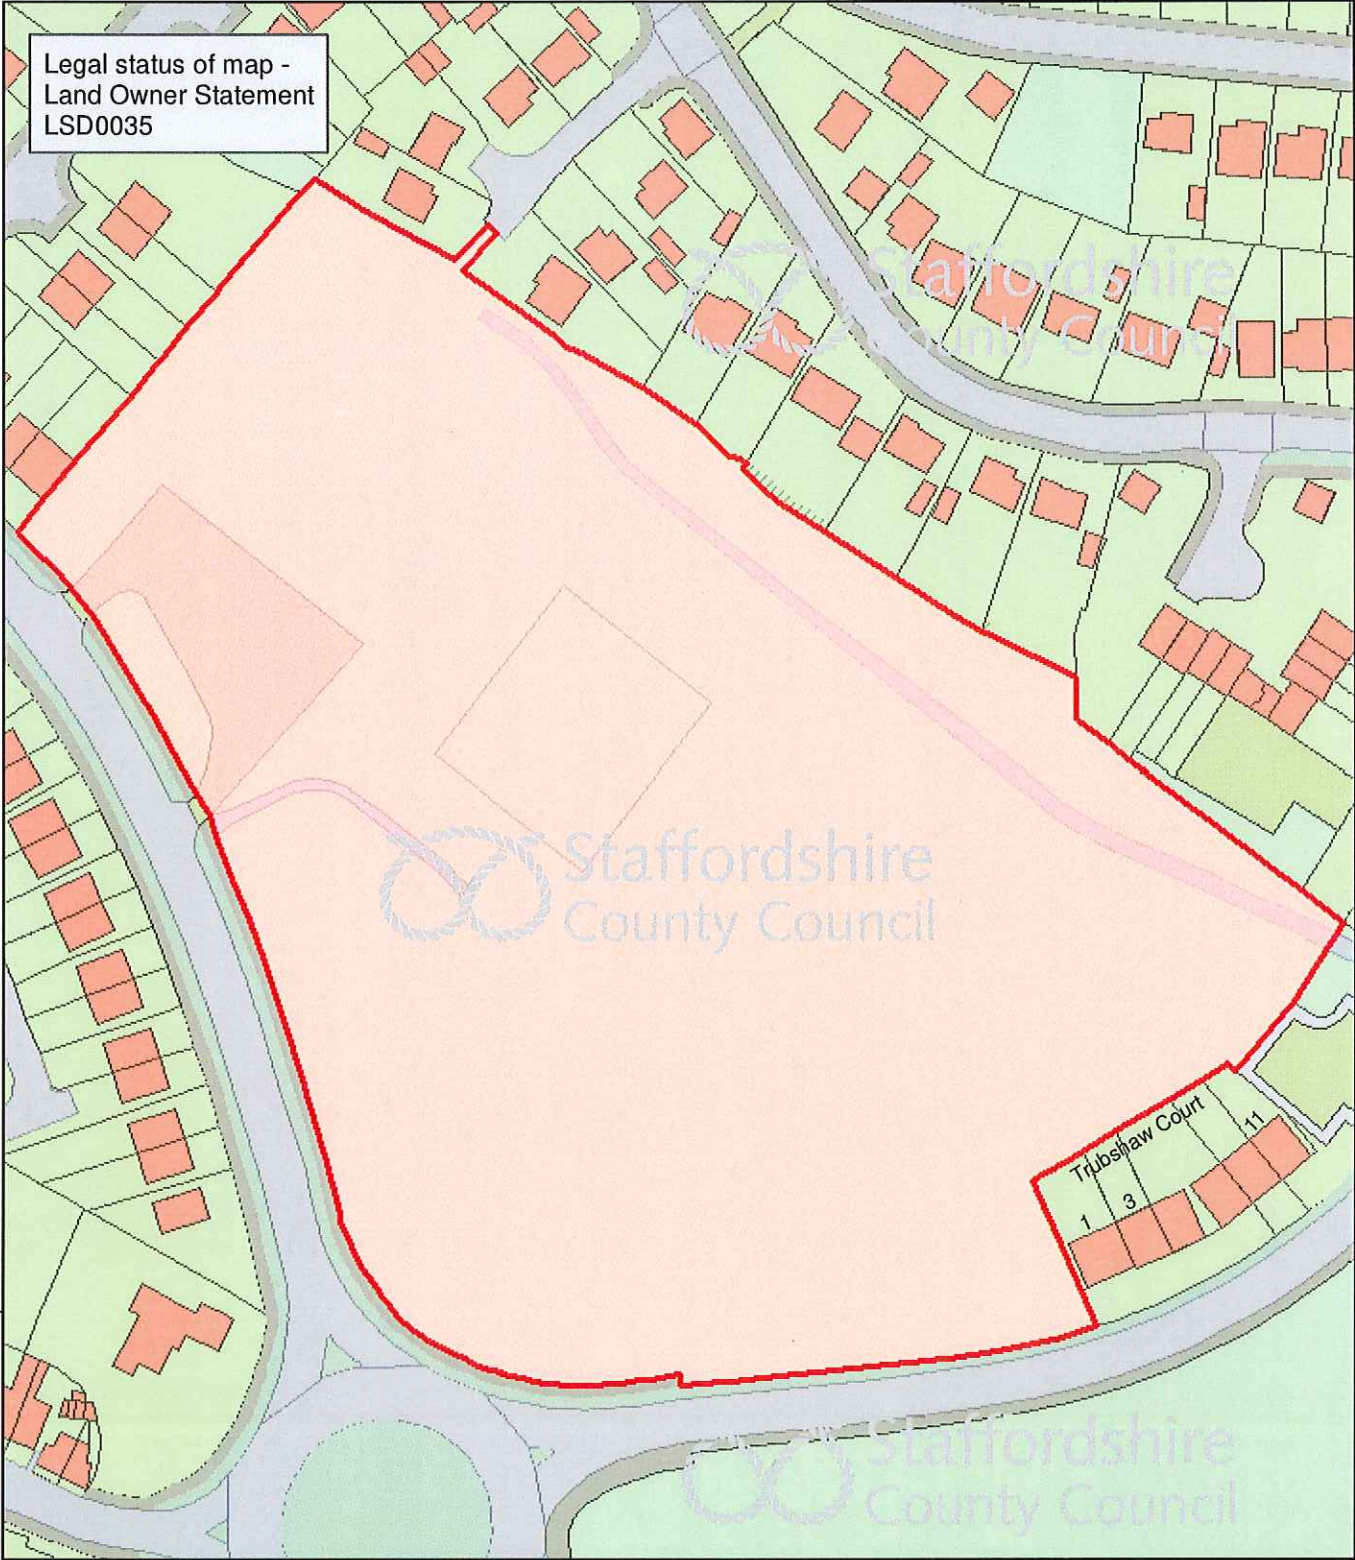 Legal status of map -
Land Owner Statement
LSD0035
Staffordshire
County Council
Staffordshire
County Council
Trubshaw Court
11
3
1
Staffordshire
County Council